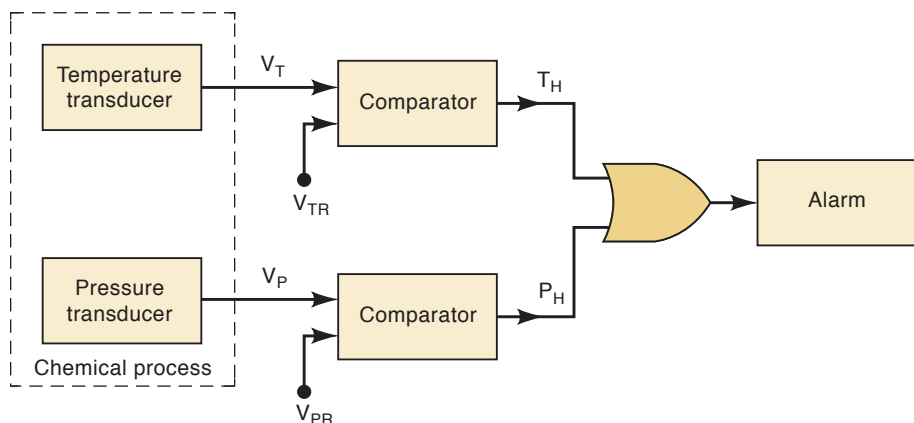 Temperature
transducer
V_T
Comparator
T_H
V_TR
Alarm
Pressure
transducer
V_P
Comparator
P_H
V_PR
Chemical process